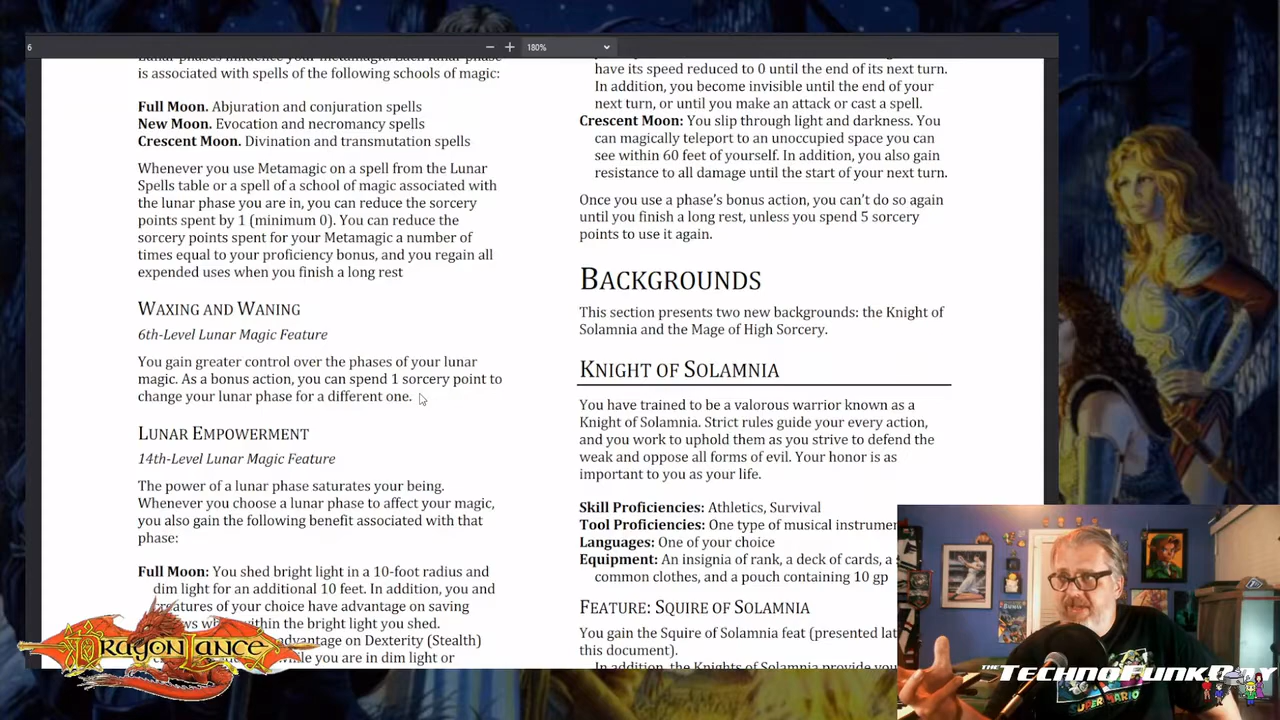 6
180%
Lunar phases influence your metamagic. Each lunar phase
is associated with spells of the following schools of magic:
Full Moon. Abjuration and conjuration spells
New Moon. Evocation and necromancy spells
Crescent Moon. Divination and transmutation spells
Whenever you use Metamagic on a spell from the Lunar
Spells table or a spell of a school of magic associated with
the lunar phase you are in, you can reduce the sorcery
points spent by 1 (minimum 0). You can reduce the
sorcery points spent for your Metamagic a number of
times equal to your proficiency bonus, and you regain all
expended uses when you finish a long rest
WAXING AND WANING
6th-Level Lunar Magic Feature
You gain greater control over the phases of your lunar
magic. As a bonus action, you can spend 1 sorcery point to
change your lunar phase for a different one.
LUNAR EMPOWERMENT
14th-Level Lunar Magic Feature
The power of a lunar phase saturates your being.
Whenever you choose a lunar phase to affect your magic,
you also gain the following benefit associated with that
phase:
Full Moon: You shed bright light in a 10-foot radius and
dim light for an additional 10 feet. In addition, you and
creatures of your choice have advantage on saving
within the bright light you shed.
advantage on Dexterity (Stealth)
you are in dim light or
have its speed reduced to 0 until the end of its next turn.
In addition, you become invisible until the end of your
next turn, or until you make an attack or cast a spell.
Crescent Moon: You slip through light and darkness. You
can magically teleport to an unoccupied space you can
see within 60 feet of yourself. In addition, you also gain
resistance to all damage until the start of your next turn.
Once you use a phase's bonus action, you can't do so again
until you finish a long rest, unless you spend 5 sorcery
points to use it again.
BACKGROUNDS
This section presents two new backgrounds: the Knight of
Solamnia and the Mage of High Sorcery.
KNIGHT OF SOLAMNIA
You have trained to be a valorous warrior known as a
Knight of Solamnia. Strict rules guide your every action,
and you work to uphold them as you strive to defend the
weak and oppose all forms of evil. Your honor is as
important to you as your life.
Skill Proficiencies: Athletics, Survival
Tool Proficiencies: One type of musical instrumen
Languages: One of your choice
Equipment: An insignia of rank, a deck of cards, a
common clothes, and a pouch containing 10 gp
FEATURE: SQUIRE OF SOLAMNIA
You gain the Squire of Solamnia feat (presented lat
this document).
In addition, the Knights of Solamnia provide you
DRAGONLANCE
THE TECHNOFUNKBOY
SUPER MARIO